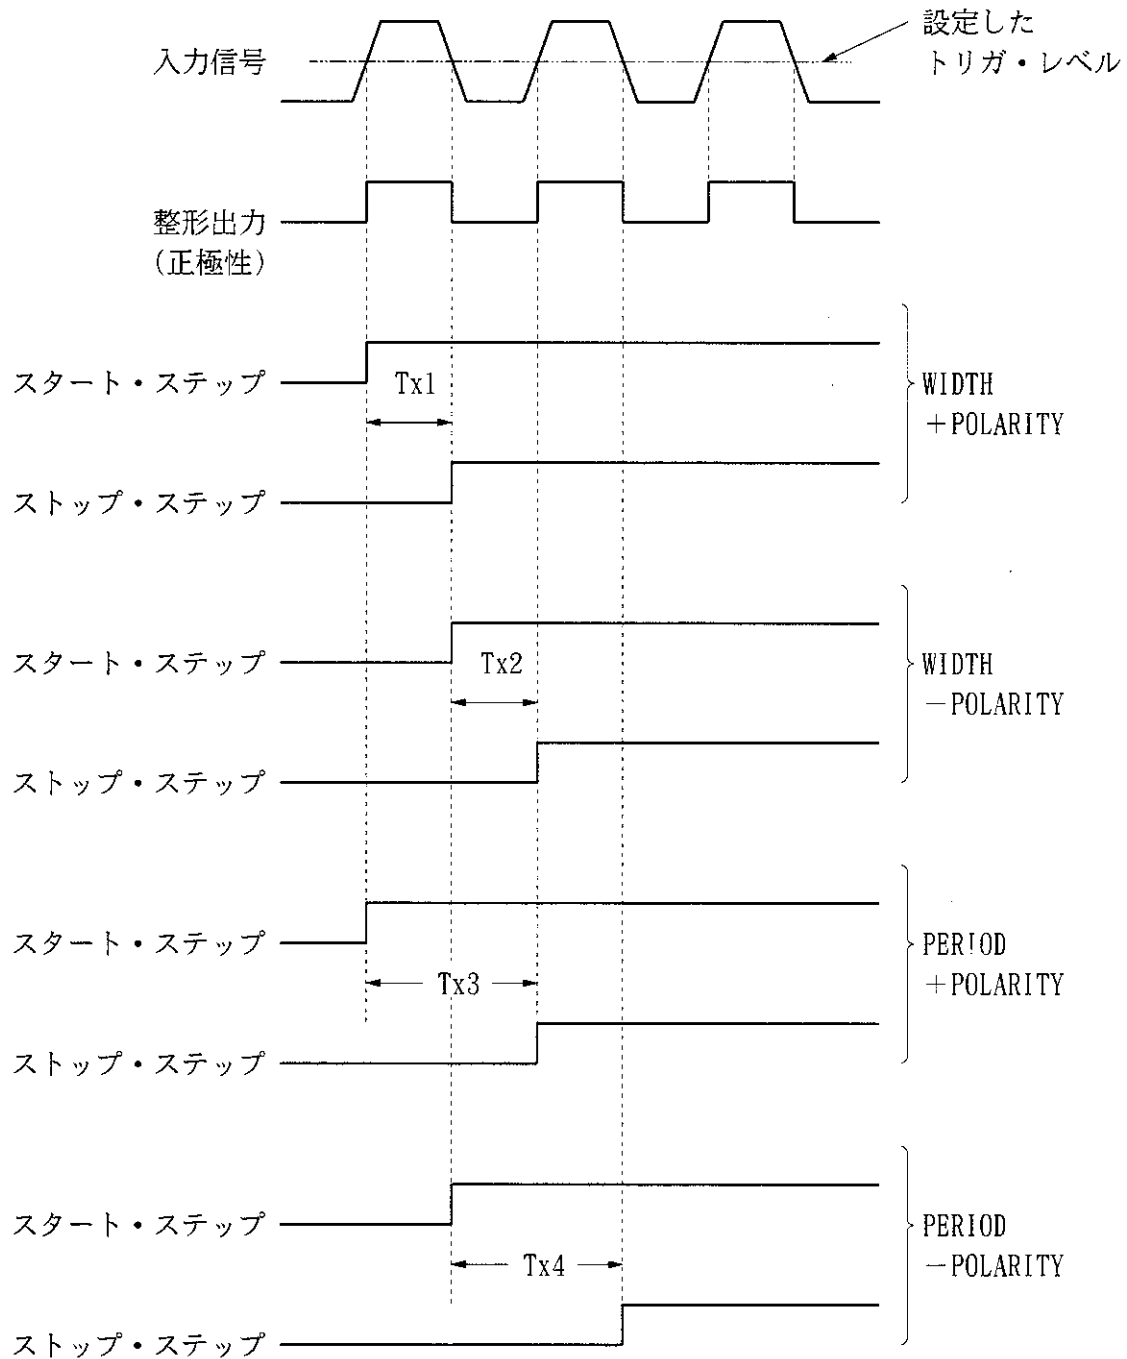 設定した
トリガ・レベル
入力信号
整形出力
(正極性)
スタート・ステップ
Tx1
WIDTH
+POLARITY
ストップ・ステップ
スタート・ステップ
Tx2
WIDTH
-POLARITY
ストップ・ステップ
スタート・ステップ
Tx3
PERIOD
+POLARITY
ストップ・ステップ
スタート・ステップ
Tx4
PERIOD
-POLARITY
ストップ・ステップ